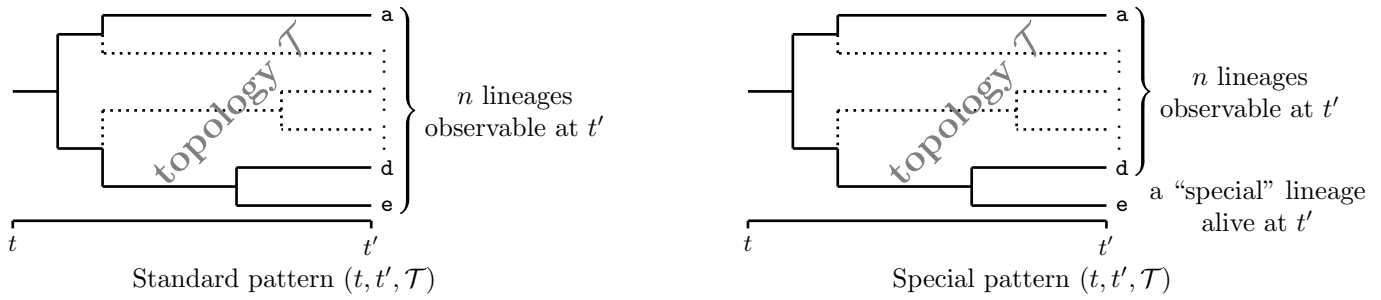 a
topology 𝒯
n lineages
observable at t′
d
e
t
t′
Standard pattern (t, t′, 𝒯)
a
topology 𝒯
n lineages
observable at t′
d
e
a “special” lineage
alive at t′
t
t′
Special pattern (t, t′, 𝒯)